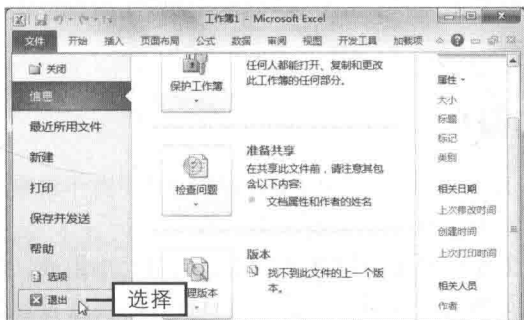 工作簿1 - Microsoft Excel
文件 开始 插入 页面布局 公式 数据 审阅 视图 开发工具 加载项
关闭
信息
最近所用文件
新建
打印
保存并发送
帮助
选项
退出
选择
保护工作簿
任何人都能打开、复制和更改
此工作簿的任何部分。
检查问题
准备共享
在共享此文件前,请注意其包
含以下内容:
文档属性和作者的姓名
理版本
版本
找不到此文件的上一个版
本。
属性
大小
标题
标记
类别
相关日期
上次修改时间
创建时间
上次打印时间
相关人员
作者